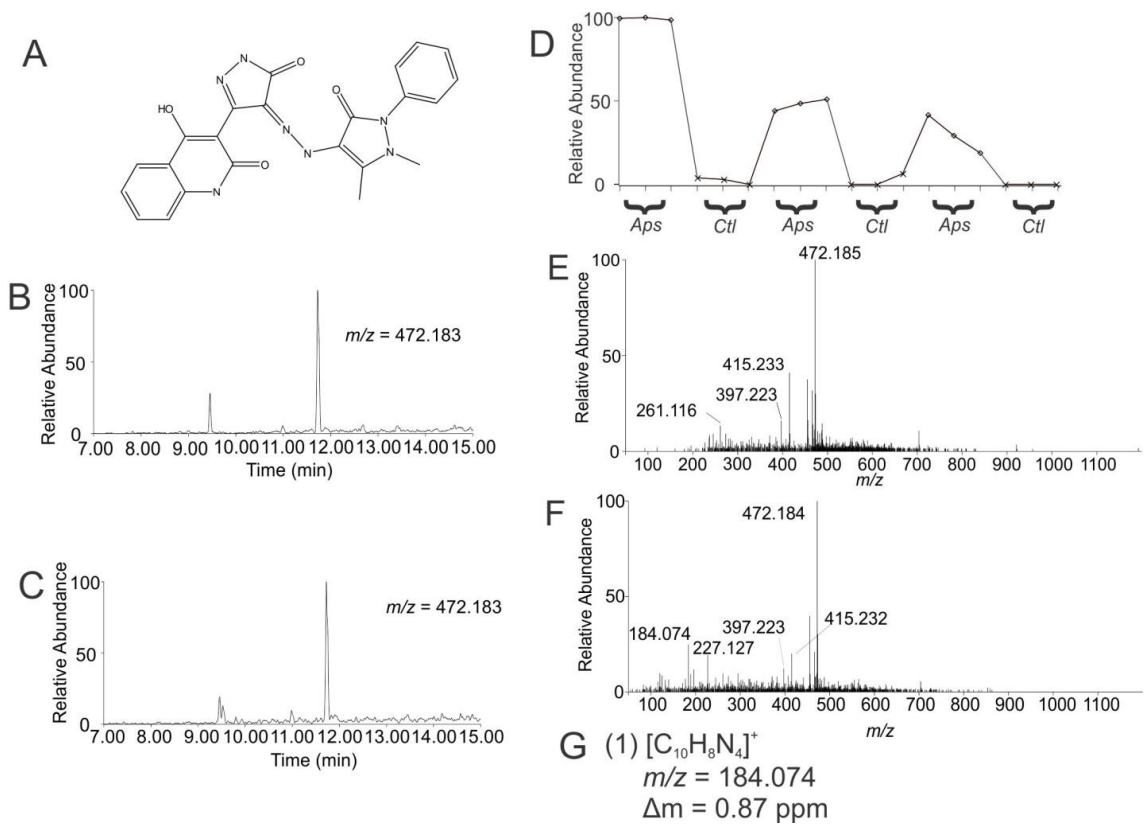 A
N
N
O
HO
N
N
O
N
N
O
N
B
100
50
0
Relative Abundance
m/z = 472.183
7.00 8.00 9.00 10.00 11.00 12.00 13.00 14.00 15.00
Time (min)
C
100
50
0
Relative Abundance
m/z = 472.183
7.00 8.00 9.00 10.00 11.00 12.00 13.00 14.00 15.00
Time (min)
D
100
50
0
Relative Abundance
Aps Ctl Aps Ctl Aps Ctl
E
100
50
0
Relative Abundance
472.185
415.233
397.223
261.116
100 200 300 400 500 600 700 800 900 1000 1100
m/z
F
100
50
0
Relative Abundance
472.184
184.074
227.127
397.223
415.232
100 200 300 400 500 600 700 800 900 1000 1100
m/z
G (1) [C₁₀H₈N₄]⁺
m/z = 184.074
Δm = 0.87 ppm